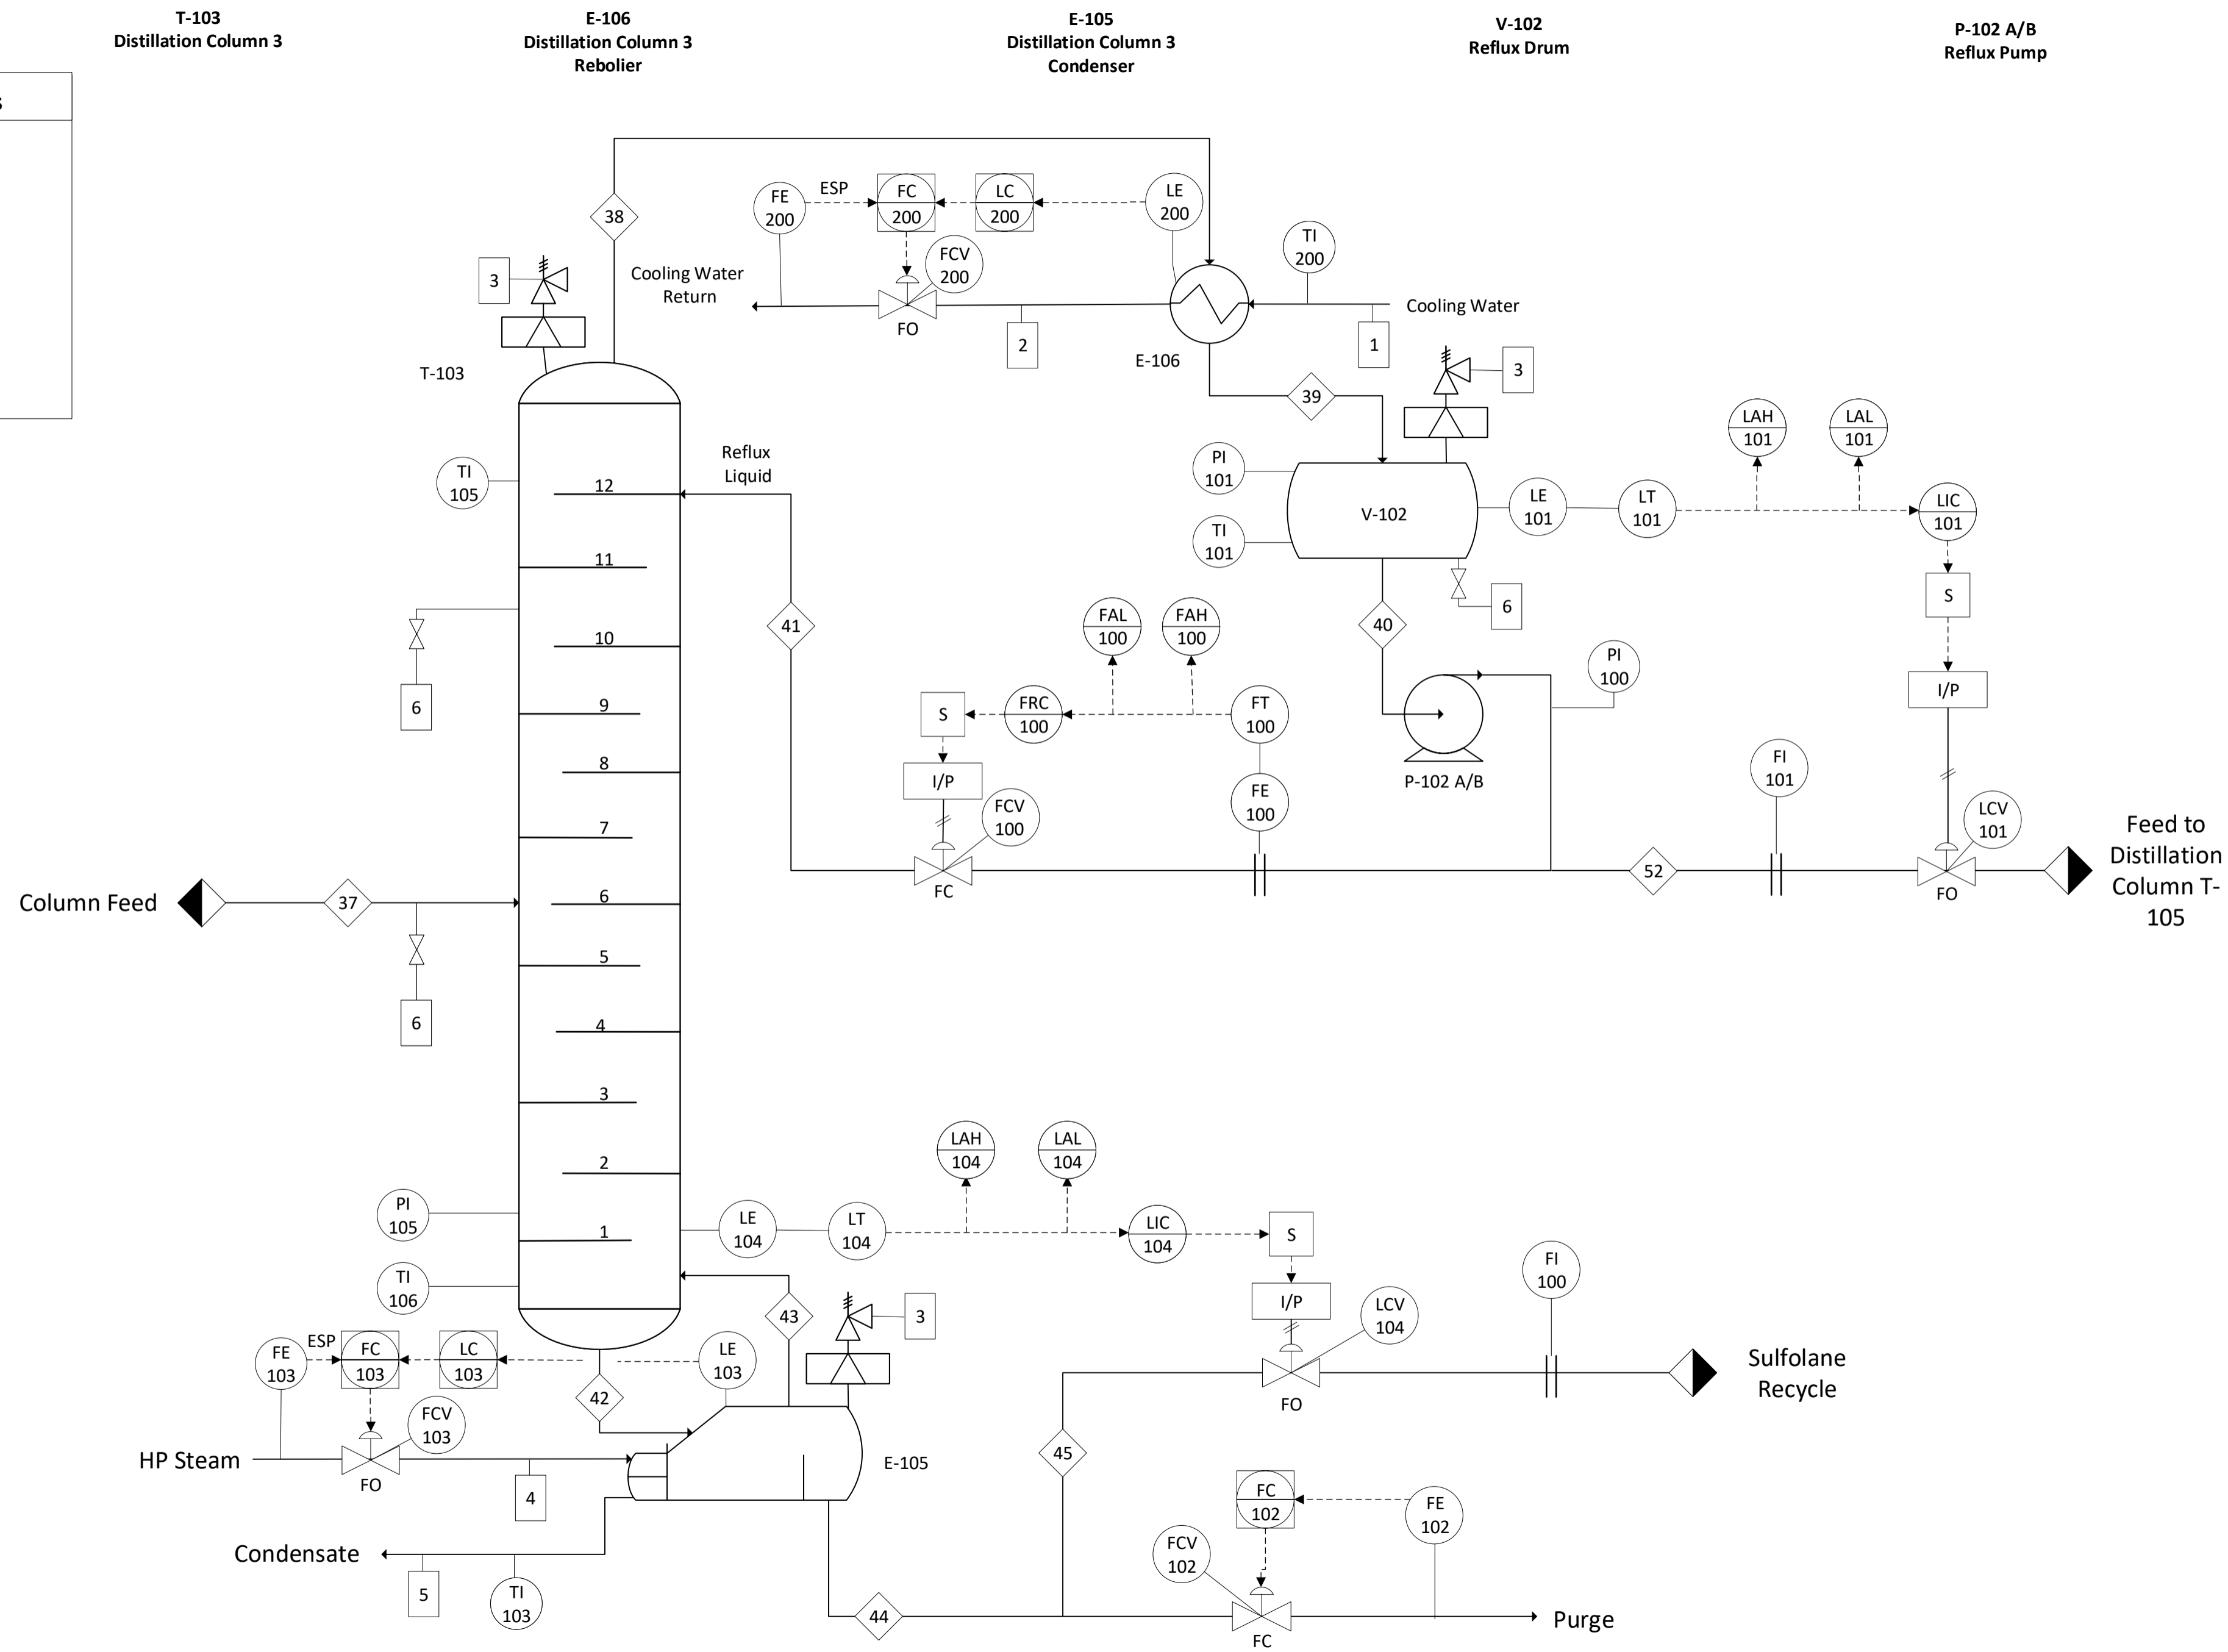 T-103
Distillation Column 3
E-106
Distillation Column 3
Rebolier
E-105
Distillation Column 3
Condenser
V-102
Reflux Drum
P-102 A/B
Reflux Pump
s
38
FE
200
ESP
FC
200
LC
200
LE
200
FCV
200
TI
200
3
Cooling Water
Return
FO
2
Cooling Water
1
E-106
T-103
39
3
LAH
101
LAL
101
PI
101
TI
101
V-102
LE
101
LT
101
LIC
101
S
I/P
TI
105
Reflux
Liquid
12
11
10
9
8
7
6
5
4
3
2
1
6
41
40
6
FAL
100
FAH
100
S
FRC
100
FT
100
I/P
FCV
100
FE
100
FC
P-102 A/B
PI
100
FI
101
LCV
101
52
FO
Feed to
Distillation
Column T-
105
Column Feed
37
6
PI
105
TI
106
LE
104
LT
104
LAH
104
LAL
104
LIC
104
S
I/P
LCV
104
FI
100
FO
Sulfolane
Recycle
43
3
FE
103
ESP
FC
103
LC
103
LE
103
42
FCV
103
HP Steam
FO
4
E-105
45
Condensate
5
TI
103
44
FC
102
FE
102
FCV
102
FC
Purge